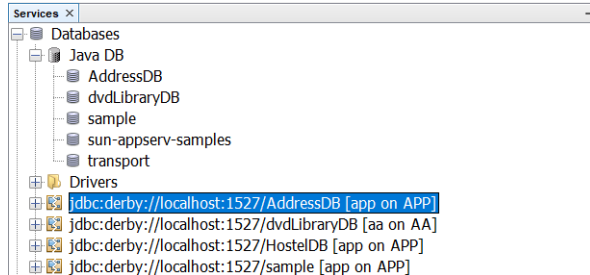 Services ×
Databases
Java DB
AddressDB
dvdLibraryDB
sample
sun-appserv-samples
transport
Drivers
jdbc:derby://localhost:1527/AddressDB [app on APP]
jdbc:derby://localhost:1527/dvdLibraryDB [aa on AA]
jdbc:derby://localhost:1527/HostelDB [app on APP]
jdbc:derby://localhost:1527/sample [app on APP]